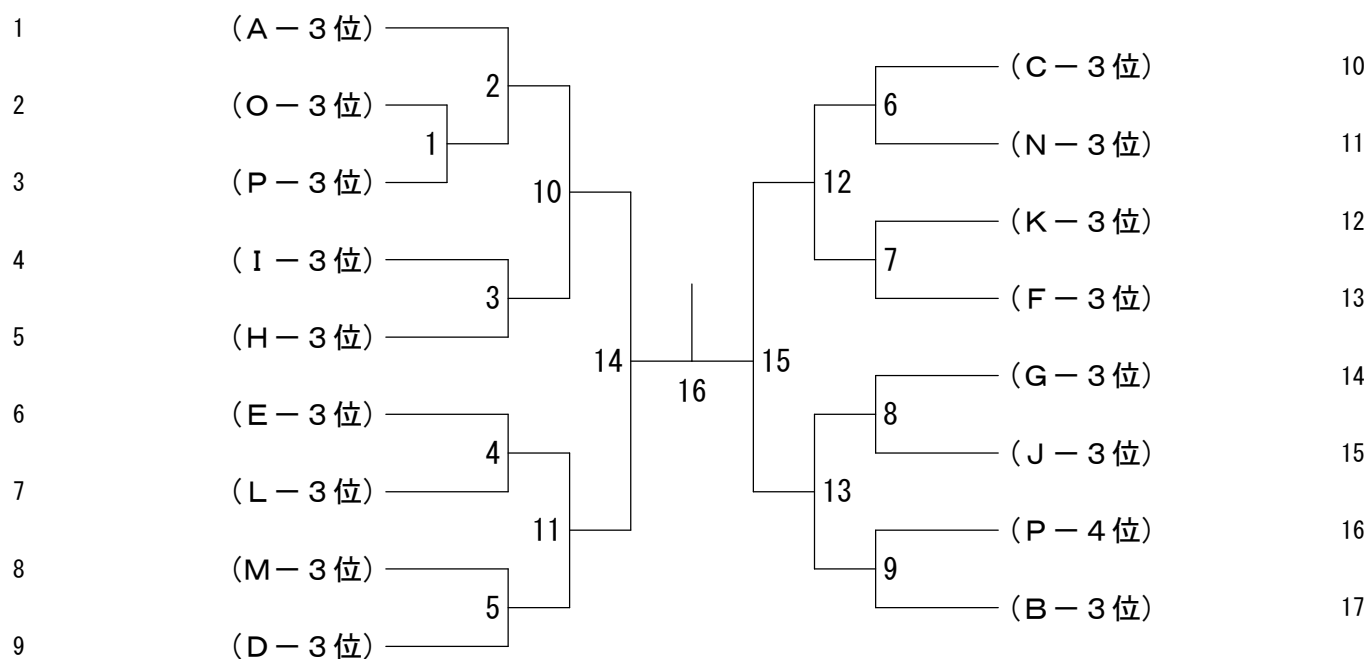 1 (A－3位)
2 (O－3位)
3 (P－3位)
4 (I－3位)
5 (H－3位)
6 (E－3位)
7 (L－3位)
8 (M－3位)
9 (D－3位)
2
1
10
3
14
4
11
5
16
15
12
6
7
13
8
9
(C－3位) 10
(N－3位) 11
(K－3位) 12
(F－3位) 13
(G－3位) 14
(J－3位) 15
(P－4位) 16
(B－3位) 17